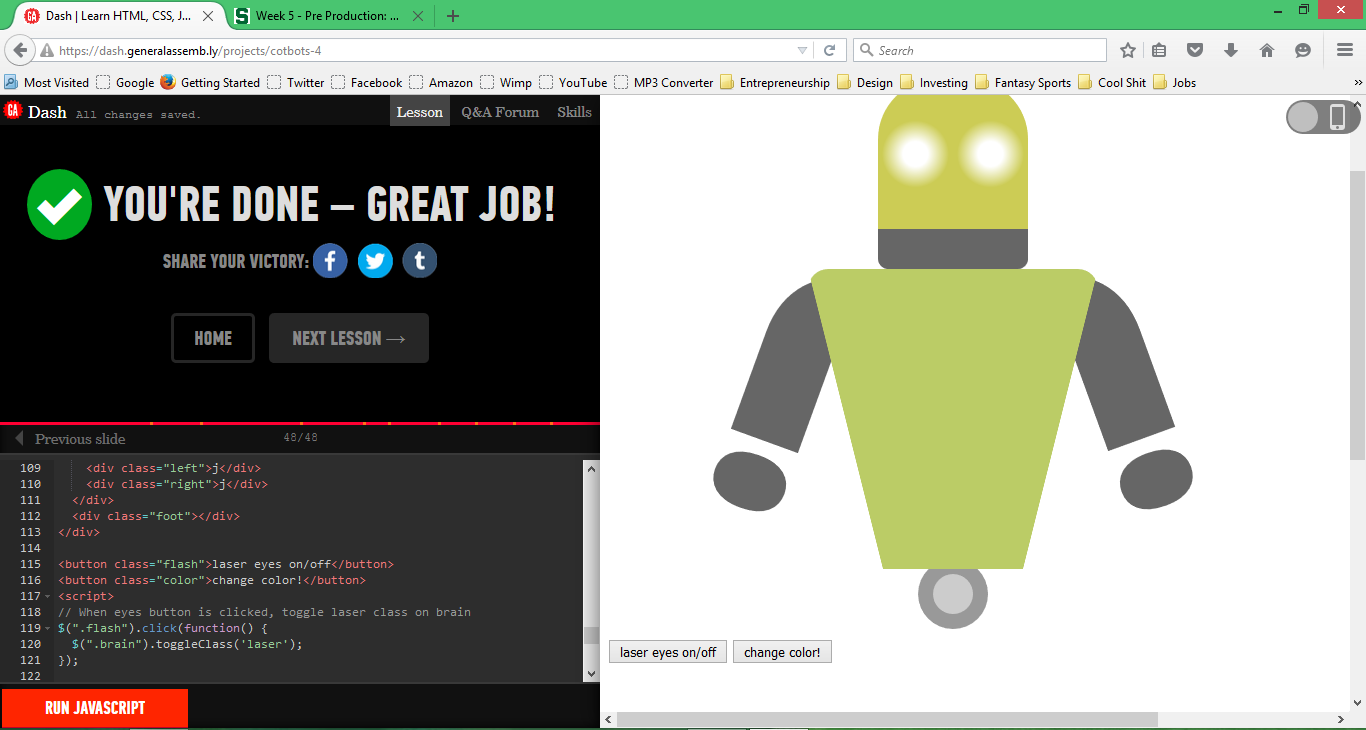 Dash | Learn HTML, CSS, J...
Week 5 - Pre Production: ...
https://dash.generalassemb.ly/projects/cotbots-4
Search
Most Visited Google Getting Started Twitter Facebook Amazon Wimp YouTube MP3 Converter Entrepreneurship Design Investing Fantasy Sports Cool Shit Jobs »
GA Dash All changes saved. Lesson Q&A Forum Skills
YOU'RE DONE – GREAT JOB!
SHARE YOUR VICTORY:
HOME NEXT LESSON →
Previous slide 48/48
109 <div class="left">j</div>
110 <div class="right">j</div>
111 </div>
112 <div class="foot"></div>
113 </div>
114
115 <button class="flash">laser eyes on/off</button>
116 <button class="color">change color!</button>
117 <script>
118 // When eyes button is clicked, toggle laser class on brain
119 $(".flash").click(function() {
120 $(".brain").toggleClass('laser');
121 });
122
RUN JAVASCRIPT
laser eyes on/off change color!